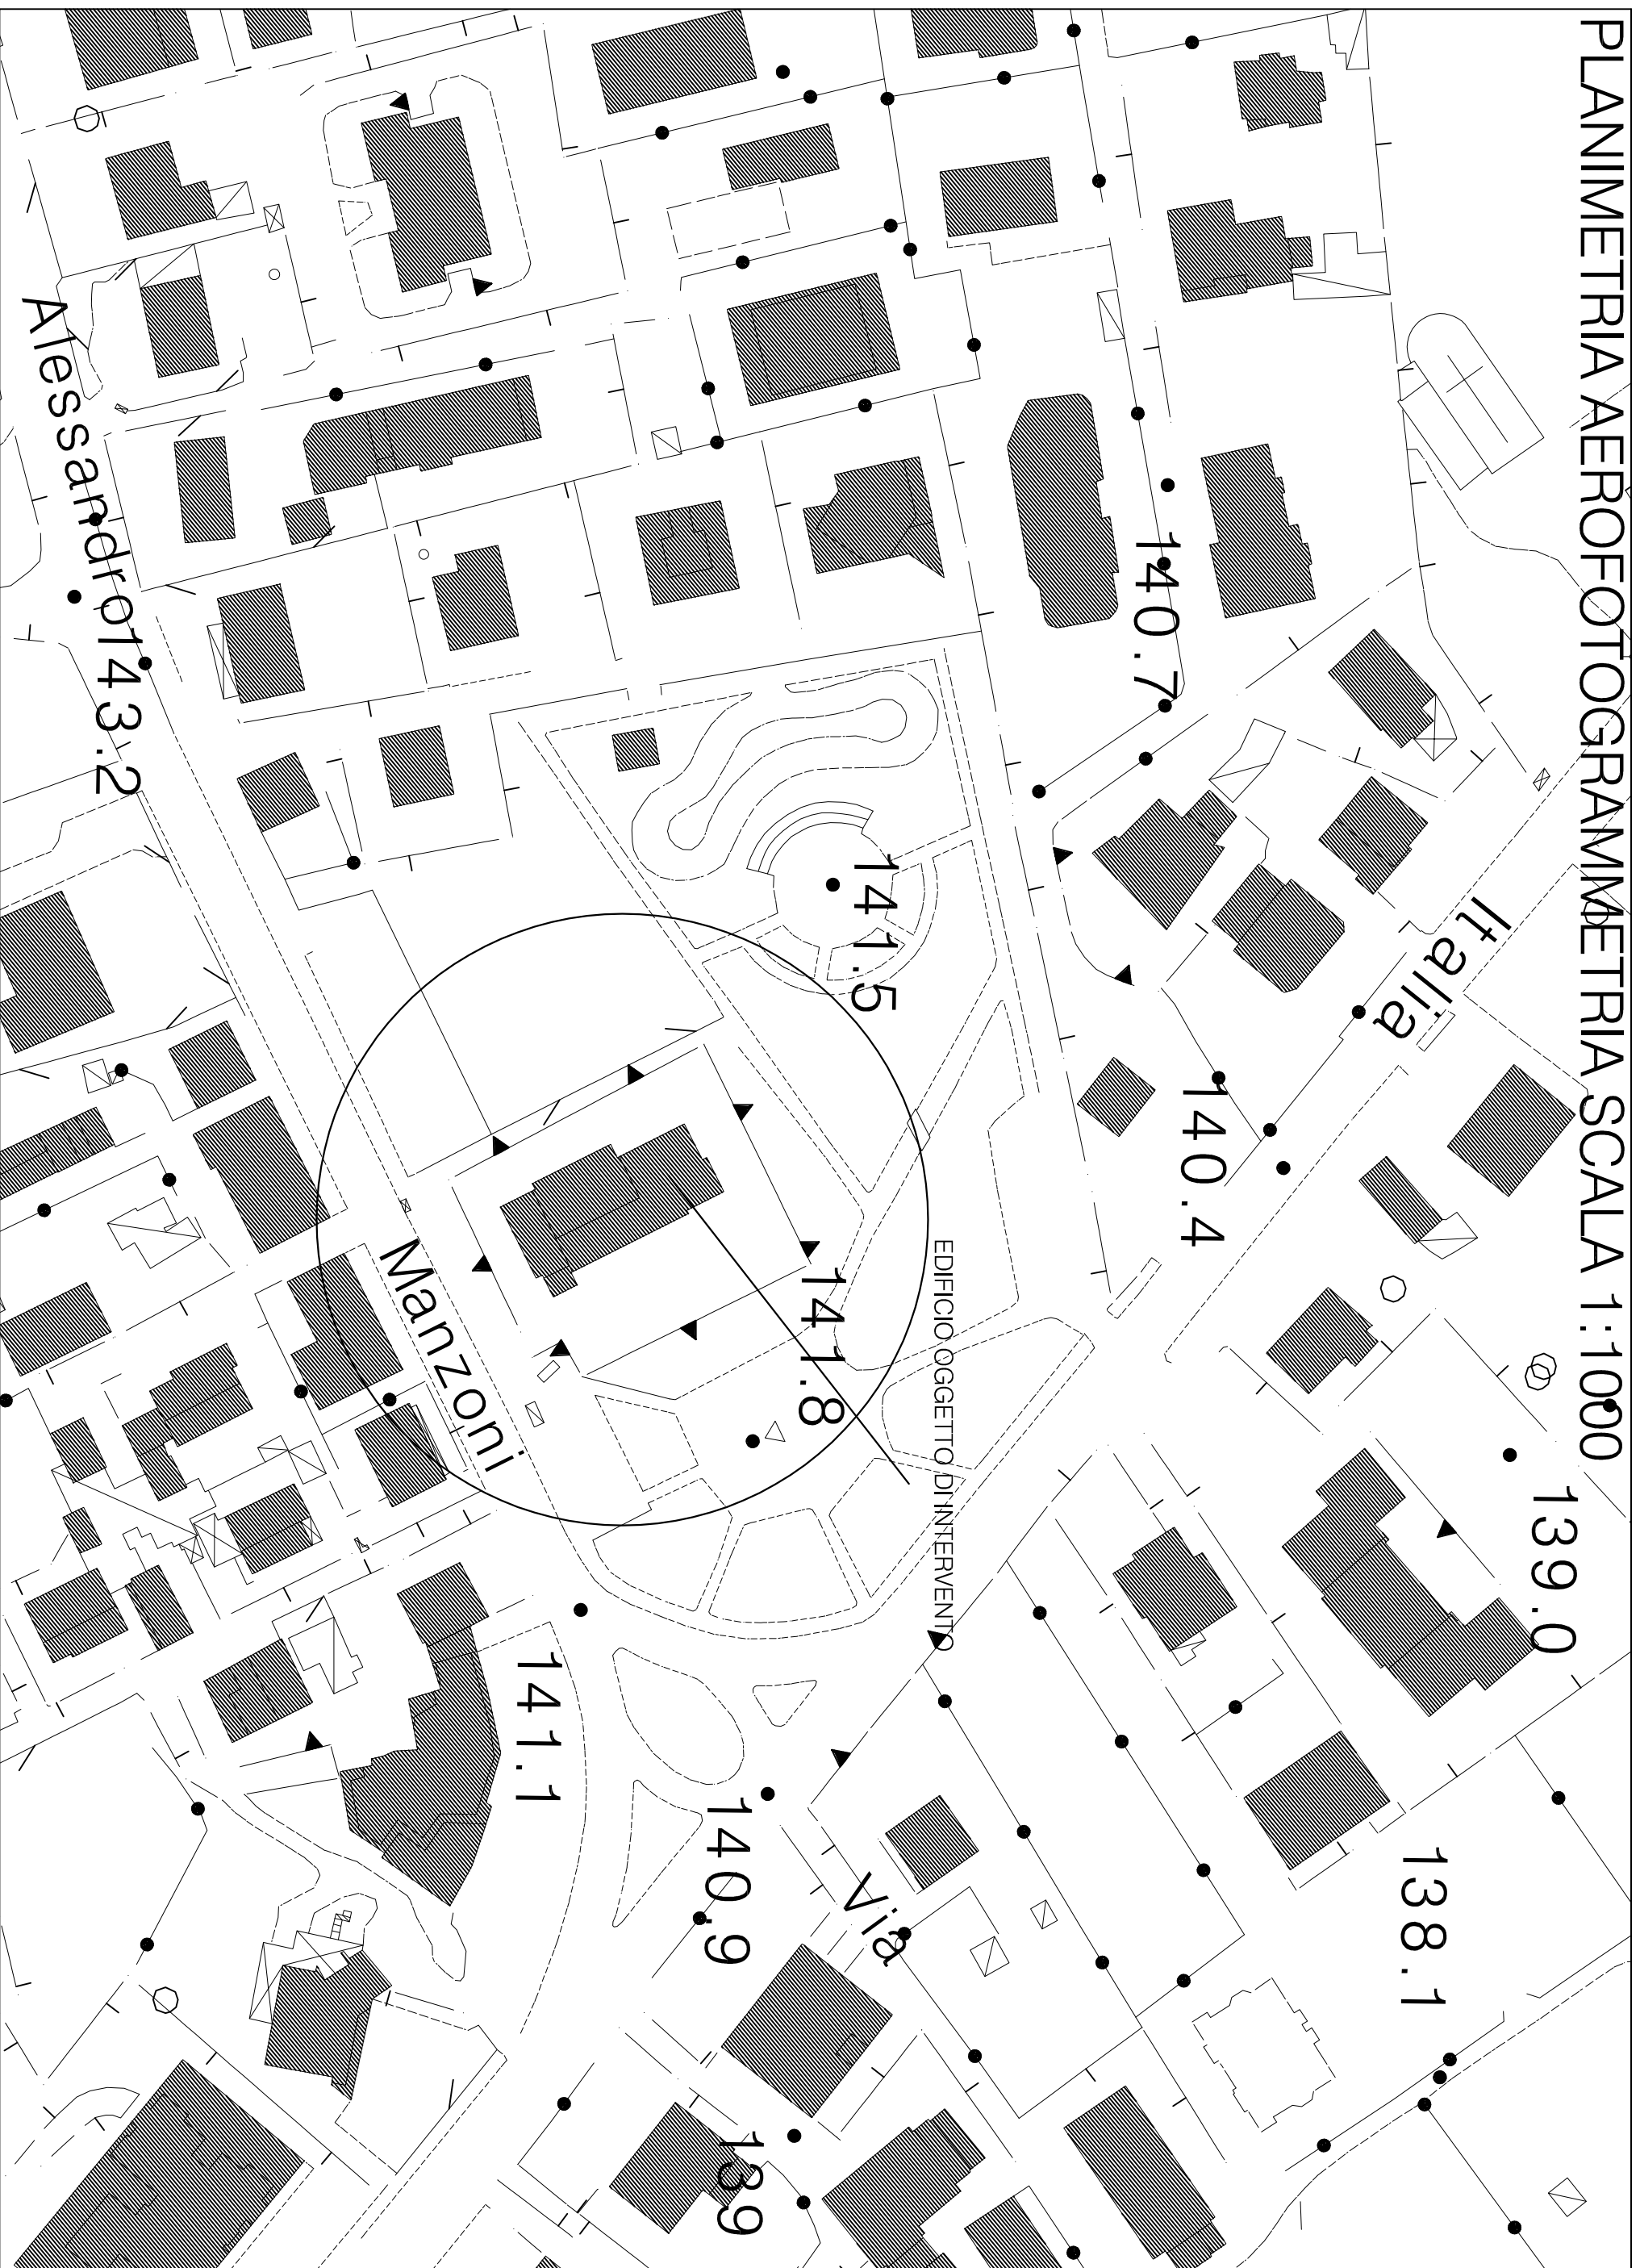 PLANIMETRIA AEROFOTOGRAMMETRIA SCALA 1:1000
Italia
139.0
138.1
140.7
140.4
EDIFICIO OGGETTO DI INTERVENTO
141.5
141.8
Via
140.9
139
141.1
Manzoni
Alessandro
143.2